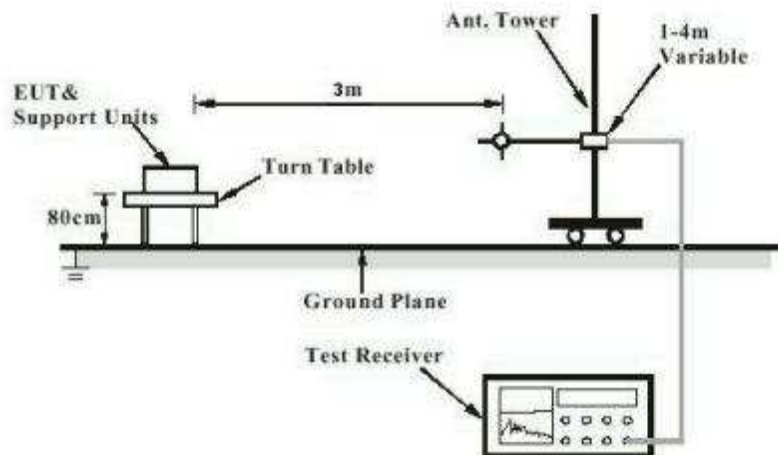 Ant. Tower
1-4m
Variable
EUT&
Support Units
3m
Turn Table
80cm
Ground Plane
Test Receiver